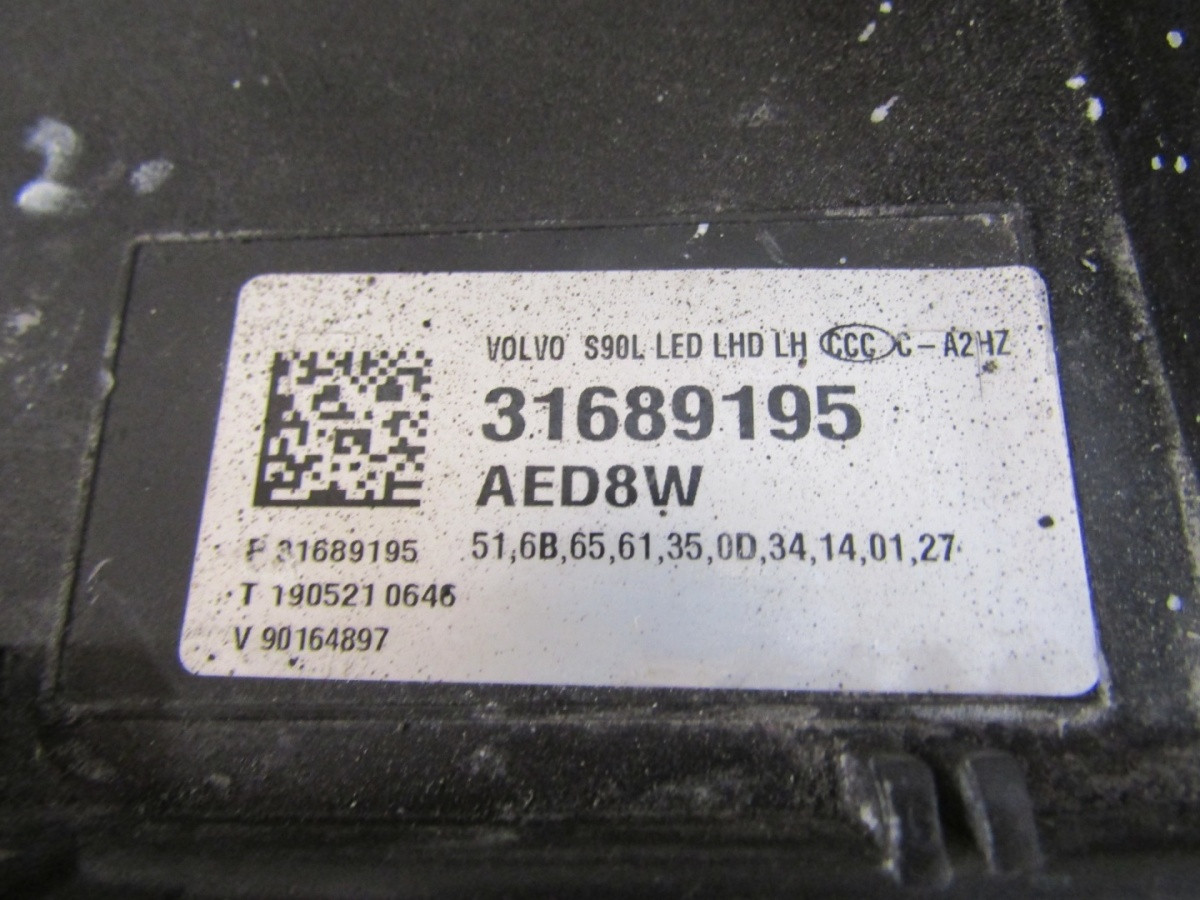 VOLVO S90L LED LHD LH CCC C-A2HZ
31689195
AED8W
P 31689195 51,6B,65,61,35,0D,34,14,01,27
T 190521 0646
V 90164897